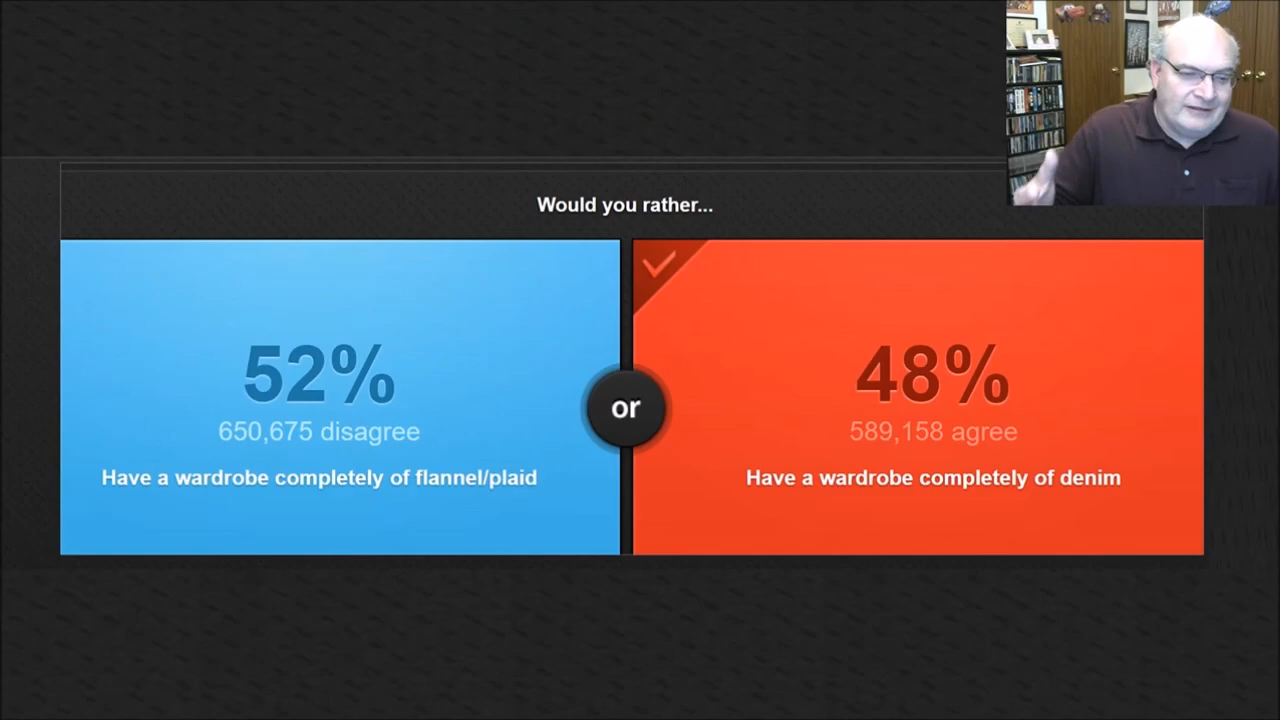 Would you rather...
52%
650,675 disagree
Have a wardrobe completely of flannel/plaid
or
48%
589,158 agree
Have a wardrobe completely of denim